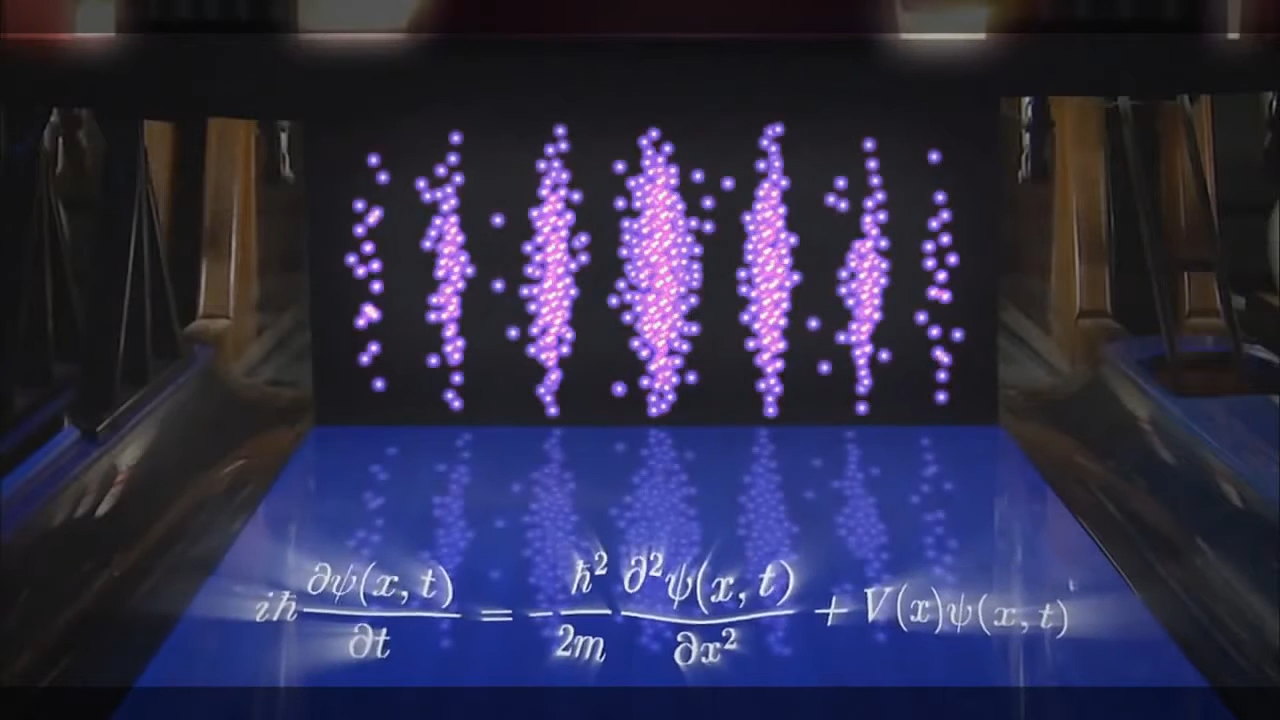 iħ ∂ψ(x, t)/∂t = - ħ²/2m ∂²ψ(x, t)/∂x² + V(x)ψ(x, t)